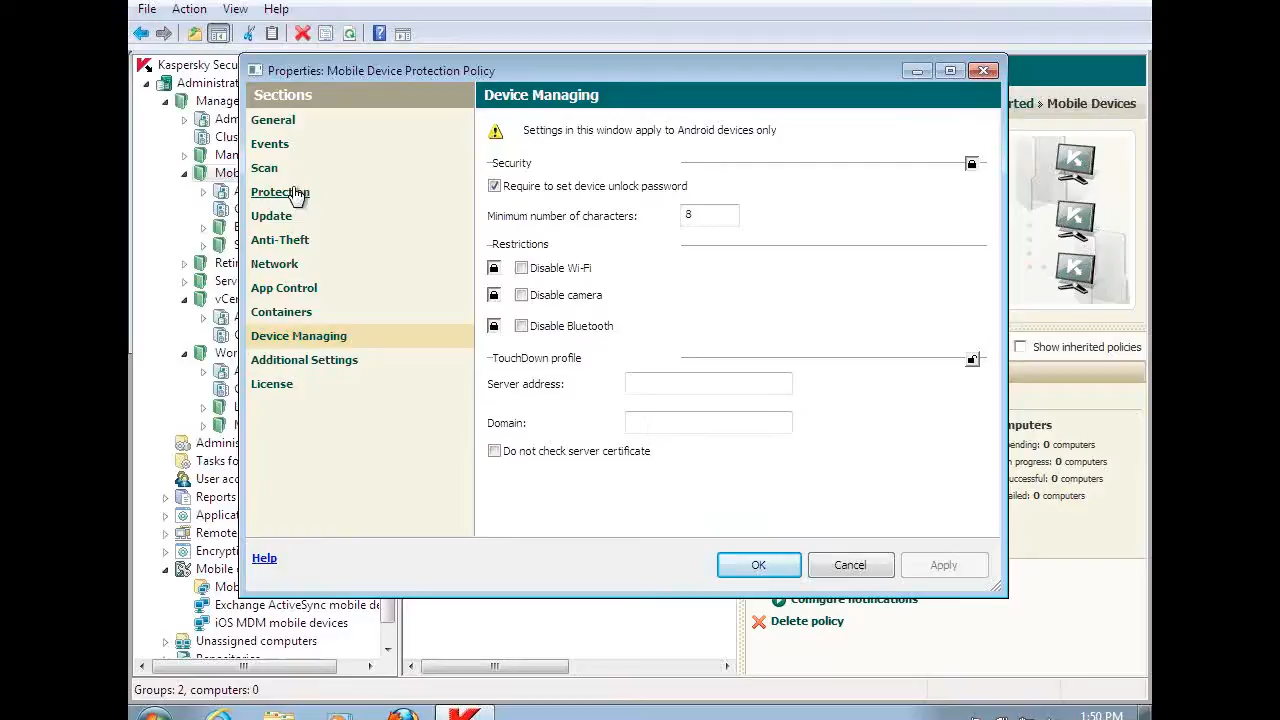 File Action View Help
Kaspersky Secu
Administrat
Manage
Adm
Clus
Man
Mob
Retir
Serv
vCer
Wor
Adminis
Tasks fo
User acc
Reports
Applicat
Remote
Encrypti
Mobile d
Mob
Exchange ActiveSync mobile de
iOS MDM mobile devices
Unassigned computers
Groups: 2, computers: 0
Properties: Mobile Device Protection Policy
Sections
General
Events
Scan
Protection
Update
Anti-Theft
Network
App Control
Containers
Device Managing
Additional Settings
License
Help
Device Managing
Settings in this window apply to Android devices only
Security
Require to set device unlock password
Minimum number of characters: 8
Restrictions
Disable Wi-Fi
Disable camera
Disable Bluetooth
TouchDown profile
Server address:
Domain:
Do not check server certificate
OK Cancel Apply
rted » Mobile Devices
Show inherited policies
mputers
ending: 0 computers
n progress: 0 computers
uccessful: 0 computers
ailed: 0 computers
Configure notifications
Delete policy
1:50 PM